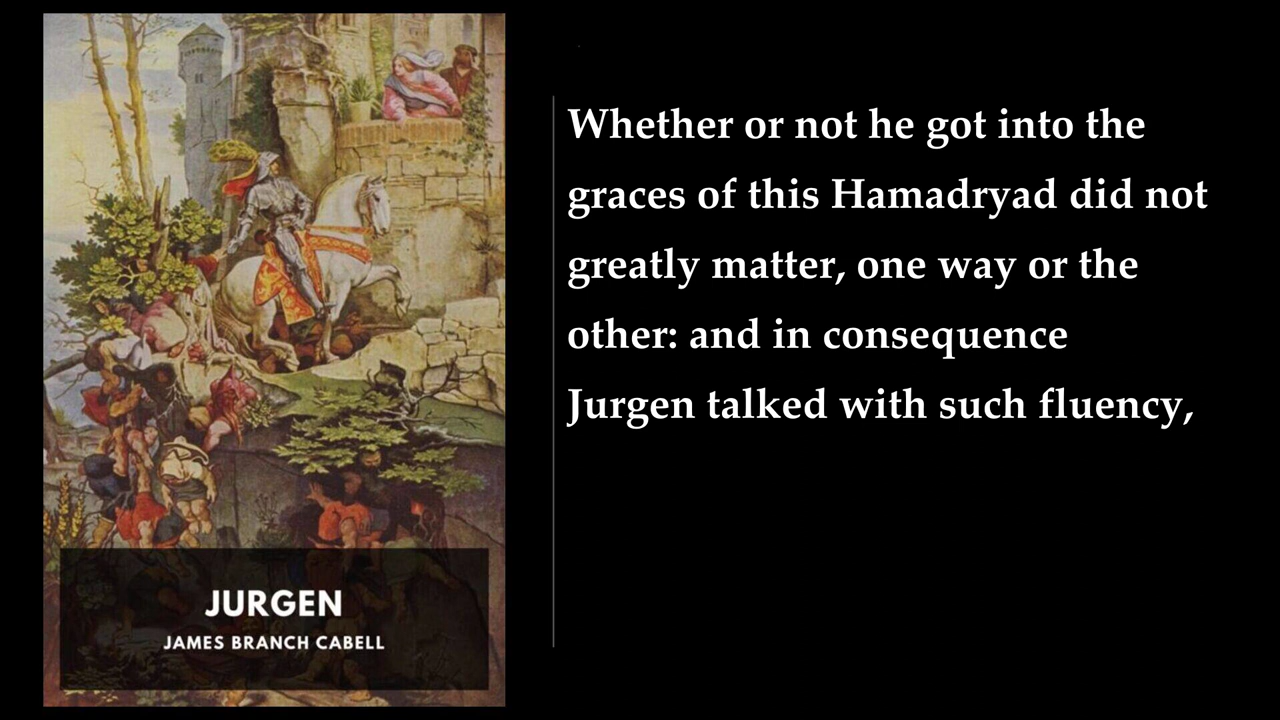 JURGEN
JAMES BRANCH CABELL
Whether or not he got into the
graces of this Hamadryad did not
greatly matter, one way or the
other: and in consequence
Jurgen talked with such fluency,